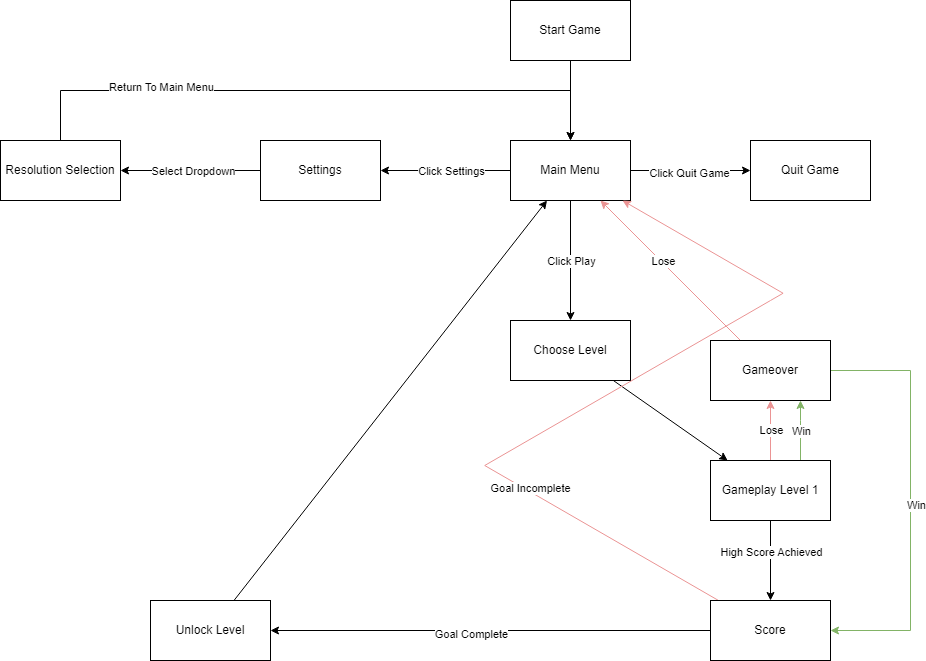 Start Game
Return To Main Menu
Resolution Selection
Select Dropdown
Settings
Click Settings
Main Menu
Click Quit Game
Quit Game
Click Play
Lose
Choose Level
Gameover
Lose
Win
Goal Incomplete
Gameplay Level 1
Win
High Score Achieved
Unlock Level
Goal Complete
Score